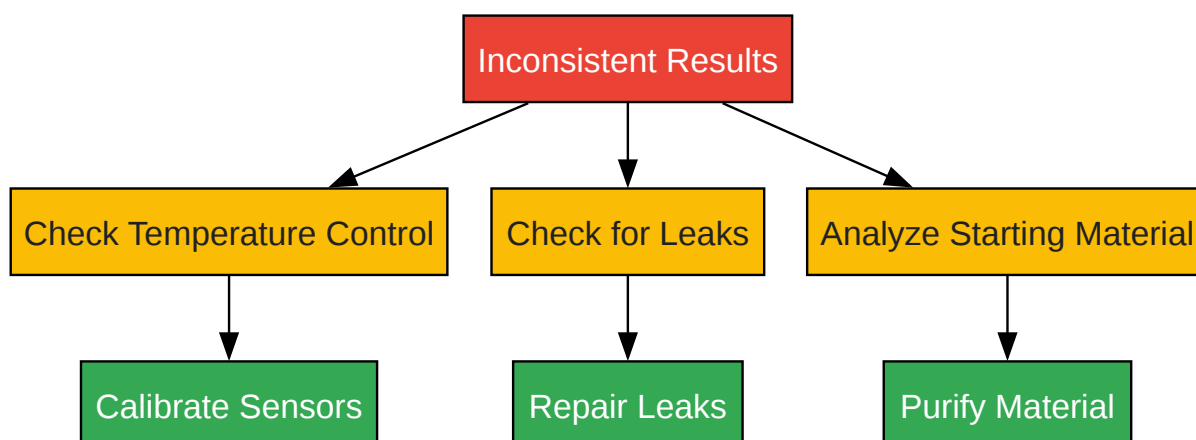 Inconsistent Results
Check Temperature Control
Check for Leaks
Analyze Starting Material
Calibrate Sensors
Repair Leaks
Purify Material